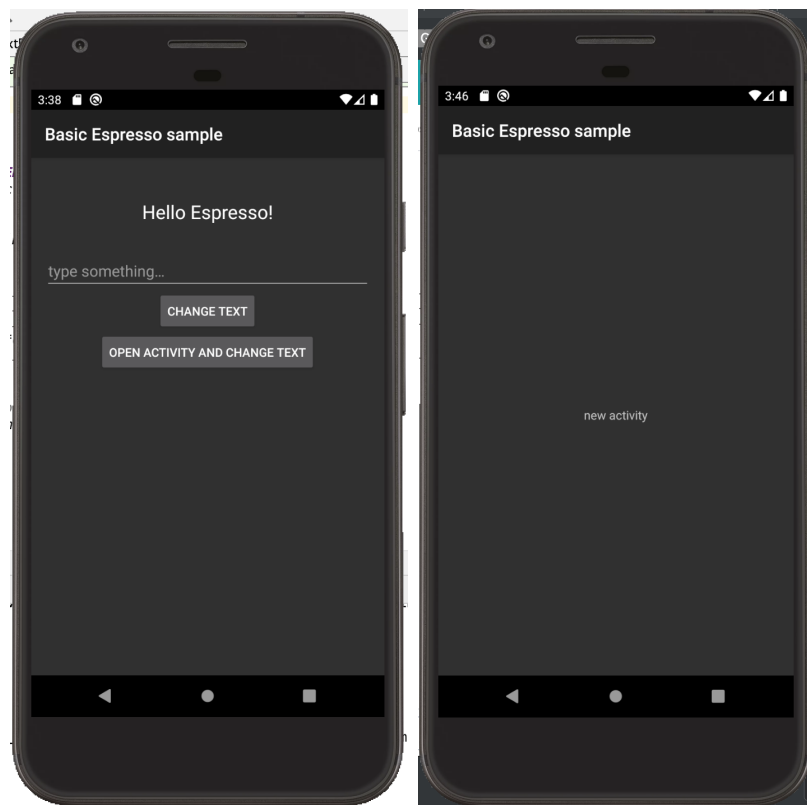 3:38
Basic Espresso sample
Hello Espresso!
type something...
CHANGE TEXT
OPEN ACTIVITY AND CHANGE TEXT
3:46
Basic Espresso sample
new activity